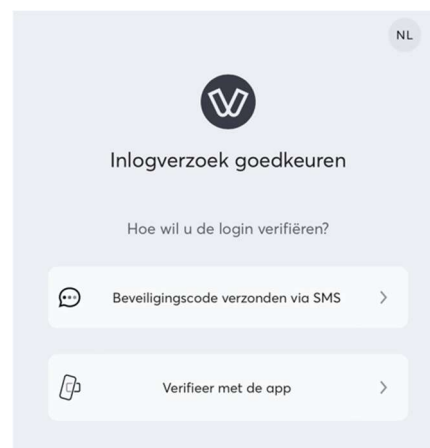 NL
Inlogverzoek goedkeuren
Hoe wil u de login verifiëren?
Beveiligingscode verzonden via SMS
Verifieer met de app